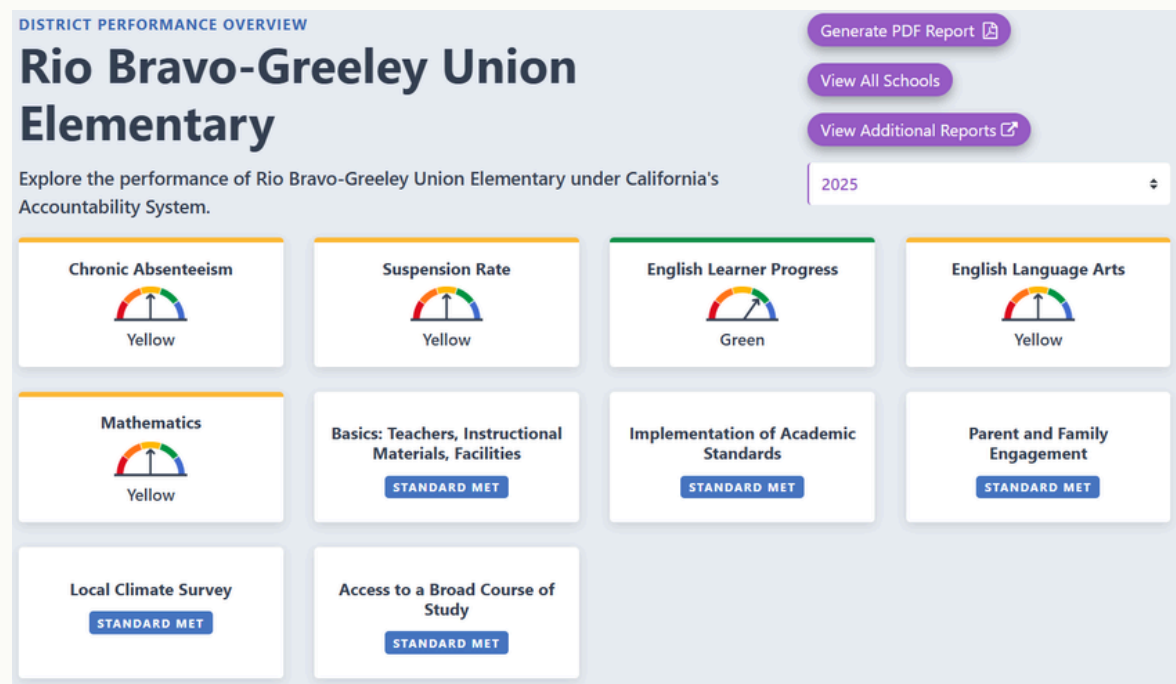 DISTRICT PERFORMANCE OVERVIEW
Rio Bravo-Greeley Union
Elementary
Explore the performance of Rio Bravo-Greeley Union Elementary under California's
Accountability System.
Generate PDF Report
View All Schools
View Additional Reports
2025
Chronic Absenteeism
Yellow
Suspension Rate
Yellow
English Learner Progress
Green
English Language Arts
Yellow
Mathematics
Yellow
Basics: Teachers, Instructional
Materials, Facilities
STANDARD MET
Implementation of Academic
Standards
STANDARD MET
Parent and Family
Engagement
STANDARD MET
Local Climate Survey
STANDARD MET
Access to a Broad Course of
Study
STANDARD MET